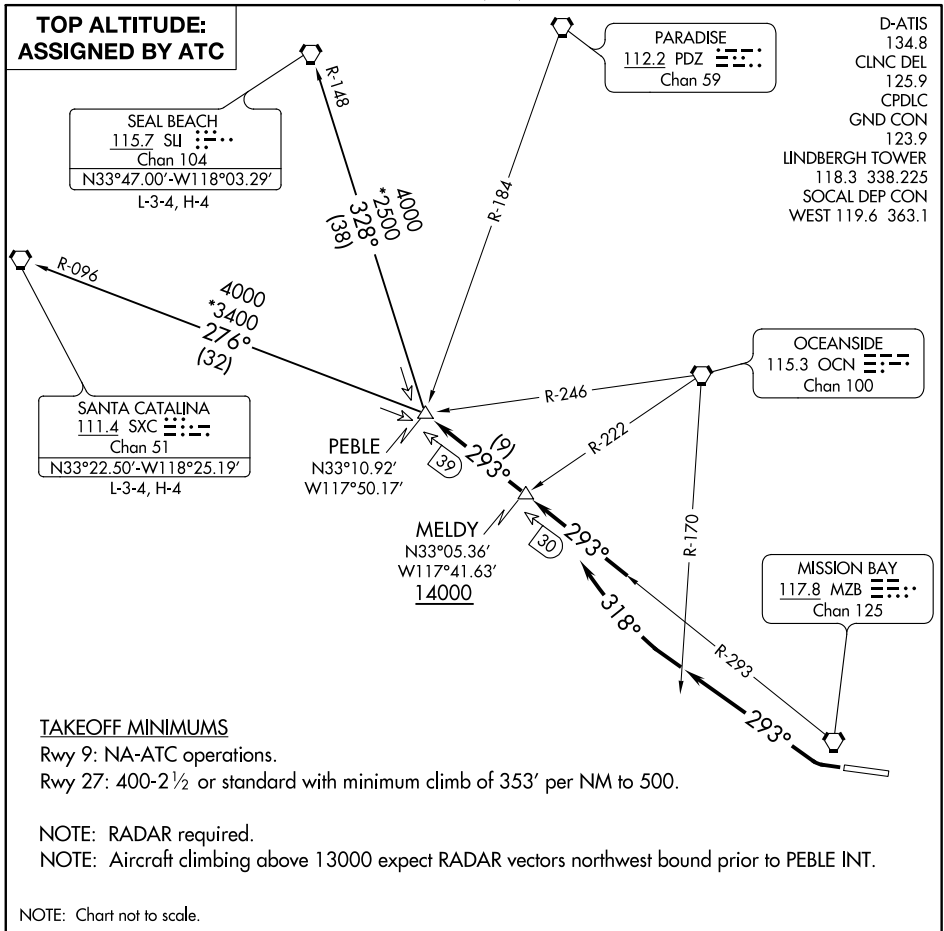 TOP ALTITUDE:
ASSIGNED BY ATC
D-ATIS
134.8
CLNC DEL
125.9
CPDLC
GND CON
123.9
LINDBERGH TOWER
118.3 338.225
SOCAL DEP CON
WEST 119.6 363.1
PARADISE
112.2 PDZ
Chan 59
SEAL BEACH
115.7 SLI
Chan 104
N33°47.00'-W118°03.29'
L-3-4, H-4
R-148
R-184
4000
*2500
328°
(38)
R-096
4000
*3400
276°
(32)
OCEANSIDE
115.3 OCN
Chan 100
SANTA CATALINA
111.4 SXC
Chan 51
N33°22.50'-W118°25.19'
L-3-4, H-4
R-246
R-222
R-170
PEBLE
N33°10.92'
W117°50.17'
(9)
293°
39
MELDY
N33°05.36'
W117°41.63'
14000
30
293°
318°
R-293
293°
MISSION BAY
117.8 MZB
Chan 125
TAKEOFF MINIMUMS
Rwy 9: NA-ATC operations.
Rwy 27: 400-2½ or standard with minimum climb of 353' per NM to 500.
NOTE: RADAR required.
NOTE: Aircraft climbing above 13000 expect RADAR vectors northwest bound prior to PEBLE INT.
NOTE: Chart not to scale.